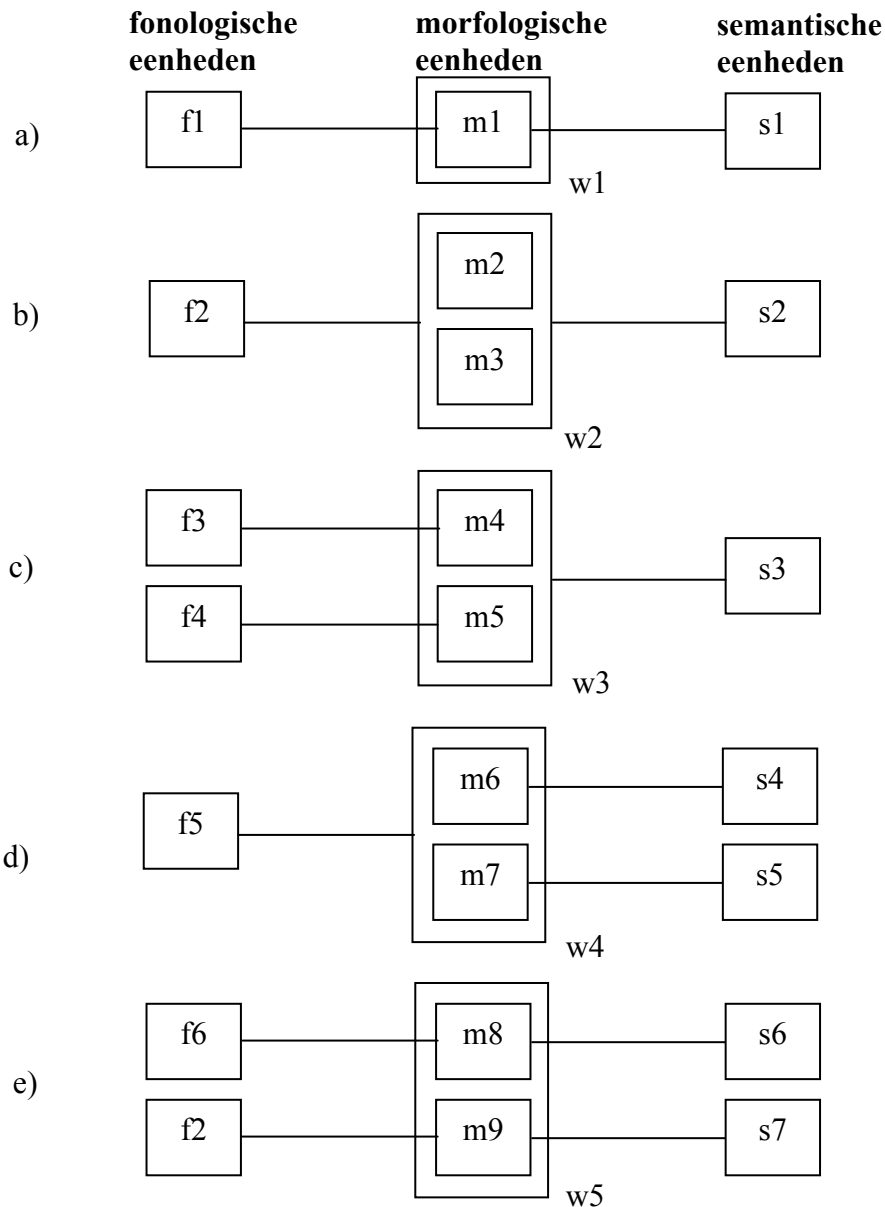 fonologische
eenheden
morfologische
eenheden
semantische
eenheden
a)
f1
m1
s1
w1
m2
b)
f2
s2
m3
w2
f3
m4
c)
s3
f4
m5
w3
m6
s4
f5
d)
m7
s5
w4
f6
m8
s6
e)
f2
m9
s7
w5